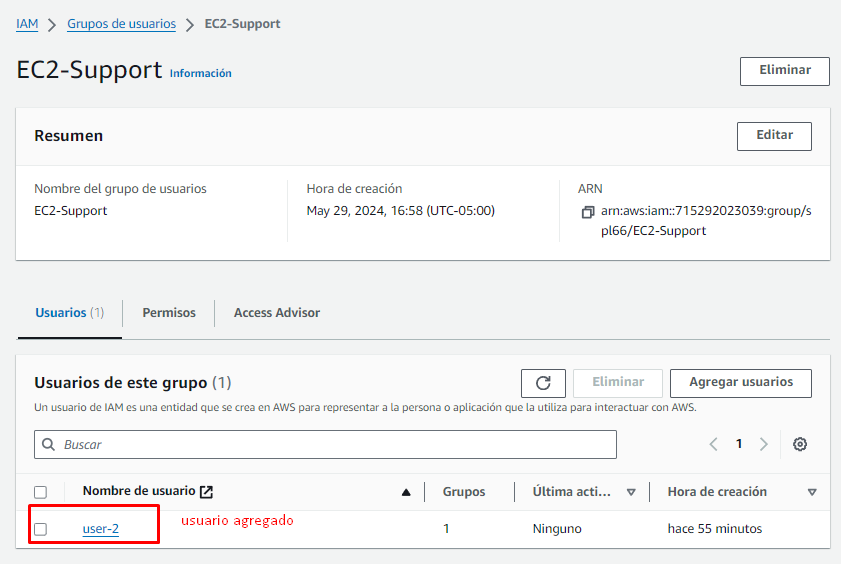 IAM > Grupos de usuarios > EC2-Support
EC2-Support Información
Eliminar
Resumen
Editar
Nombre del grupo de usuarios
EC2-Support
Hora de creación
May 29, 2024, 16:58 (UTC-05:00)
ARN
arn:aws:iam::715292023039:group/s
pl66/EC2-Support
Usuarios (1) Permisos Access Advisor
Usuarios de este grupo (1)
Eliminar Agregar usuarios
Un usuario de IAM es una entidad que se crea en AWS para representar a la persona o aplicación que la utiliza para interactuar con AWS.
Buscar
1
Nombre de usuario Grupos Última acti... Hora de creación
user-2 usuario agregado 1 Ninguno hace 55 minutos